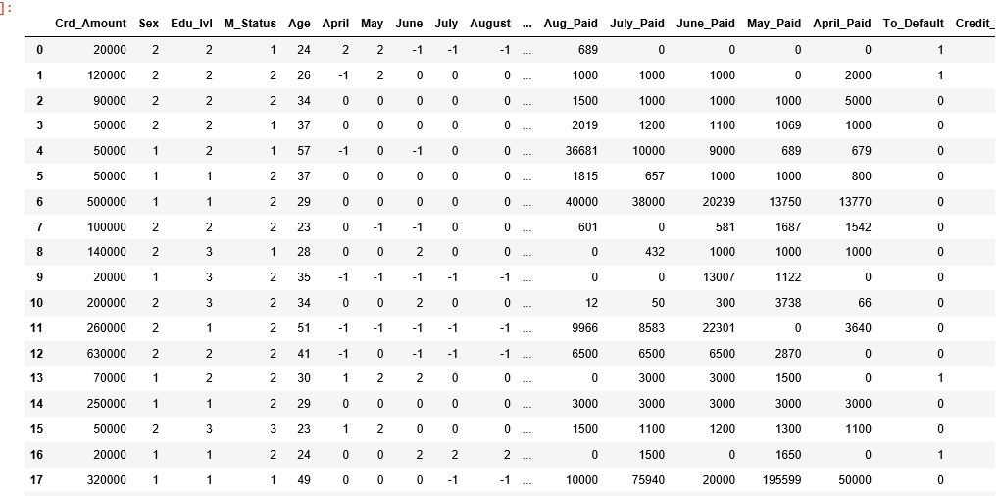 ]:
Crd_Amount Sex Edu_lvl M_Status Age April May June July August ... Aug_Paid July_Paid June_Paid May_Paid April_Paid To_Default Credit_
0 20000 2 2 1 24 2 2 -1 -1 -1 ... 689 0 0 0 0 1
1 120000 2 2 2 26 -1 2 0 0 0 ... 1000 1000 1000 0 2000 1
2 90000 2 2 2 34 0 0 0 0 0 ... 1500 1000 1000 1000 5000 0
3 50000 2 2 1 37 0 0 0 0 0 ... 2019 1200 1100 1069 1000 0
4 50000 1 2 1 57 -1 0 -1 0 0 ... 36681 10000 9000 689 679 0
5 50000 1 1 2 37 0 0 0 0 0 ... 1815 657 1000 1000 800 0
6 500000 1 1 2 29 0 0 0 0 0 ... 40000 38000 20239 13750 13770 0
7 100000 2 2 2 23 0 -1 -1 0 0 ... 601 0 581 1687 1542 0
8 140000 2 3 1 28 0 0 2 0 0 ... 0 432 1000 1000 1000 0
9 20000 1 3 2 35 -1 -1 -1 -1 -1 ... 0 0 13007 1122 0 0
10 200000 2 3 2 34 0 0 2 0 0 ... 12 50 300 3738 66 0
11 260000 2 1 2 51 -1 -1 -1 -1 -1 ... 9966 8583 22301 0 3640 0
12 630000 2 2 2 41 -1 0 -1 -1 -1 ... 6500 6500 6500 2870 0 0
13 70000 1 2 2 30 1 2 2 0 0 ... 0 3000 3000 1500 0 1
14 250000 1 1 2 29 0 0 0 0 0 ... 3000 3000 3000 3000 3000 0
15 50000 2 3 3 23 1 2 0 0 0 ... 1500 1100 1200 1300 1100 0
16 20000 1 1 2 24 0 0 2 2 2 ... 0 1500 0 1650 0 1
17 320000 1 1 1 49 0 0 0 -1 -1 ... 10000 75940 20000 195599 50000 0